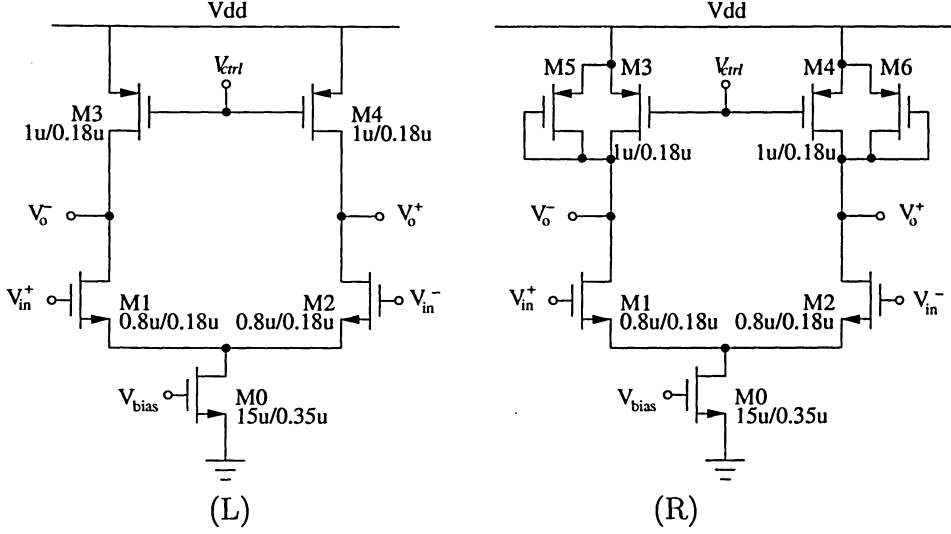 Vdd
Vctrl
M3
1u/0.18u
M4
1u/0.18u
Vo-
Vo+
Vin+
M1
0.8u/0.18u
M2
0.8u/0.18u
Vin-
Vbias
M0
15u/0.35u
(L)
Vdd
M5
M3
Vctrl
M4
M6
1u/0.18u
1u/0.18u
Vo-
Vo+
Vin+
M1
0.8u/0.18u
M2
0.8u/0.18u
Vin-
Vbias
M0
15u/0.35u
(R)